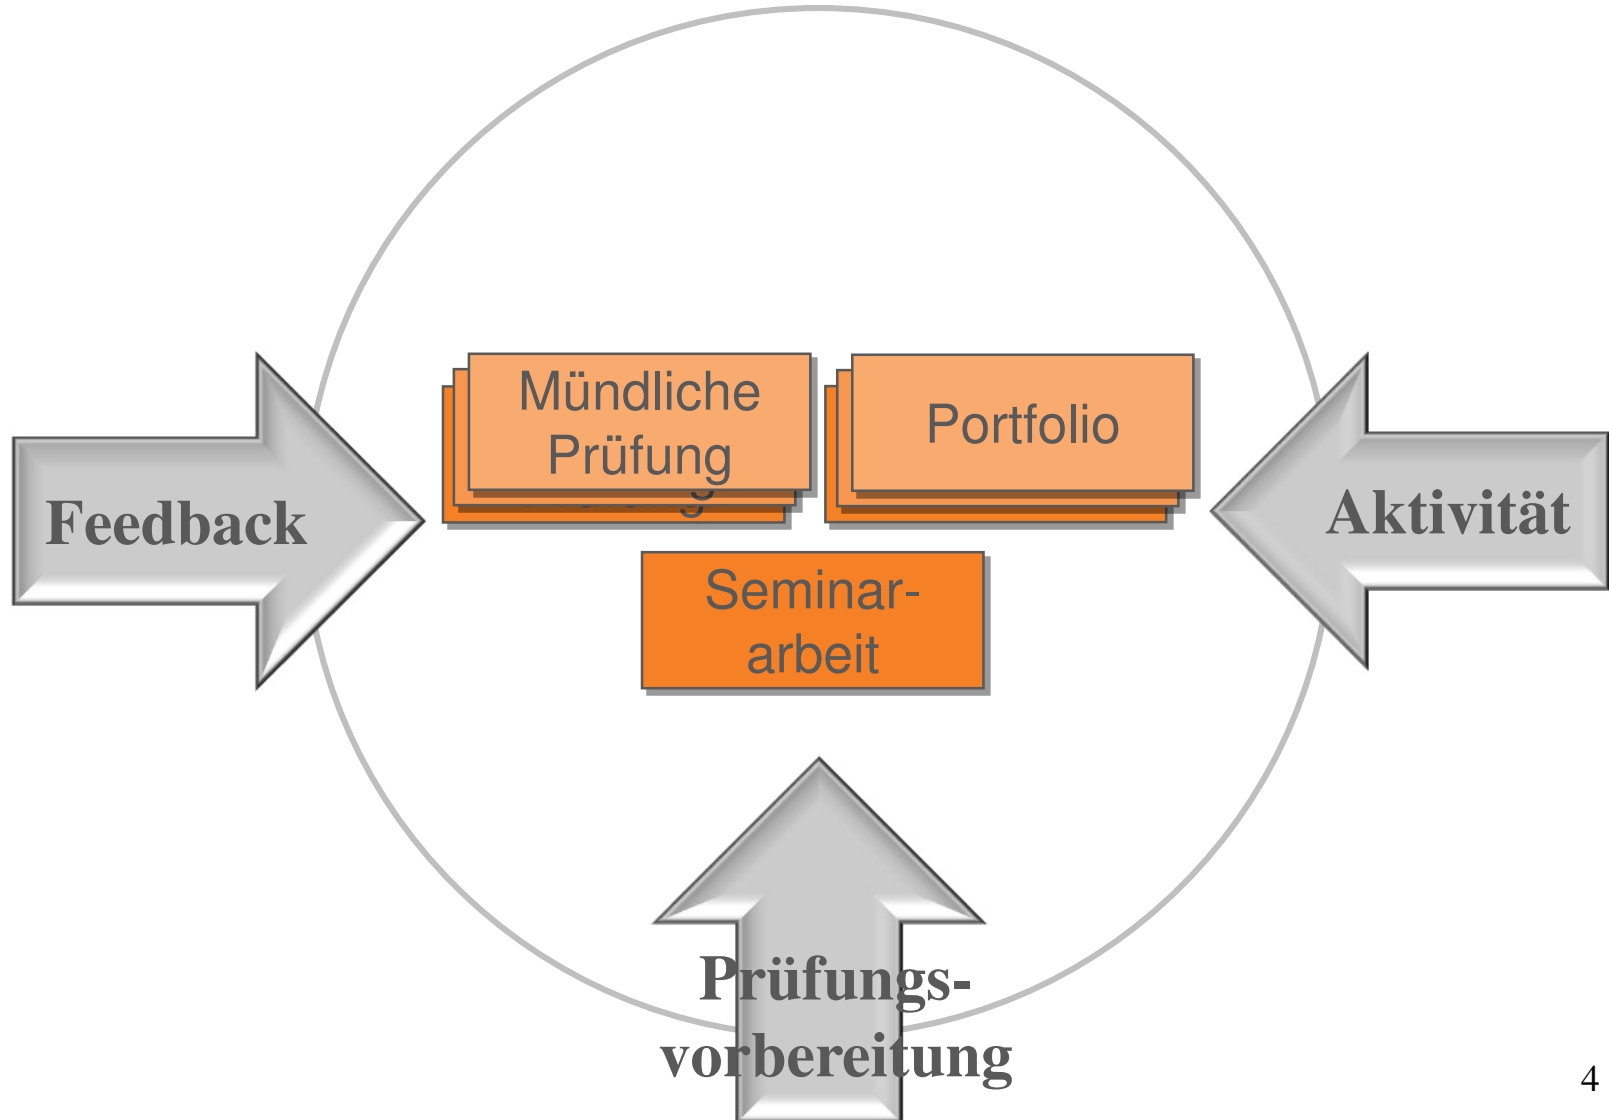 Mündliche
Prüfung
Portfolio
Feedback
Aktivität
Seminar-
arbeit
Prüfungs-
vorbereitung
4